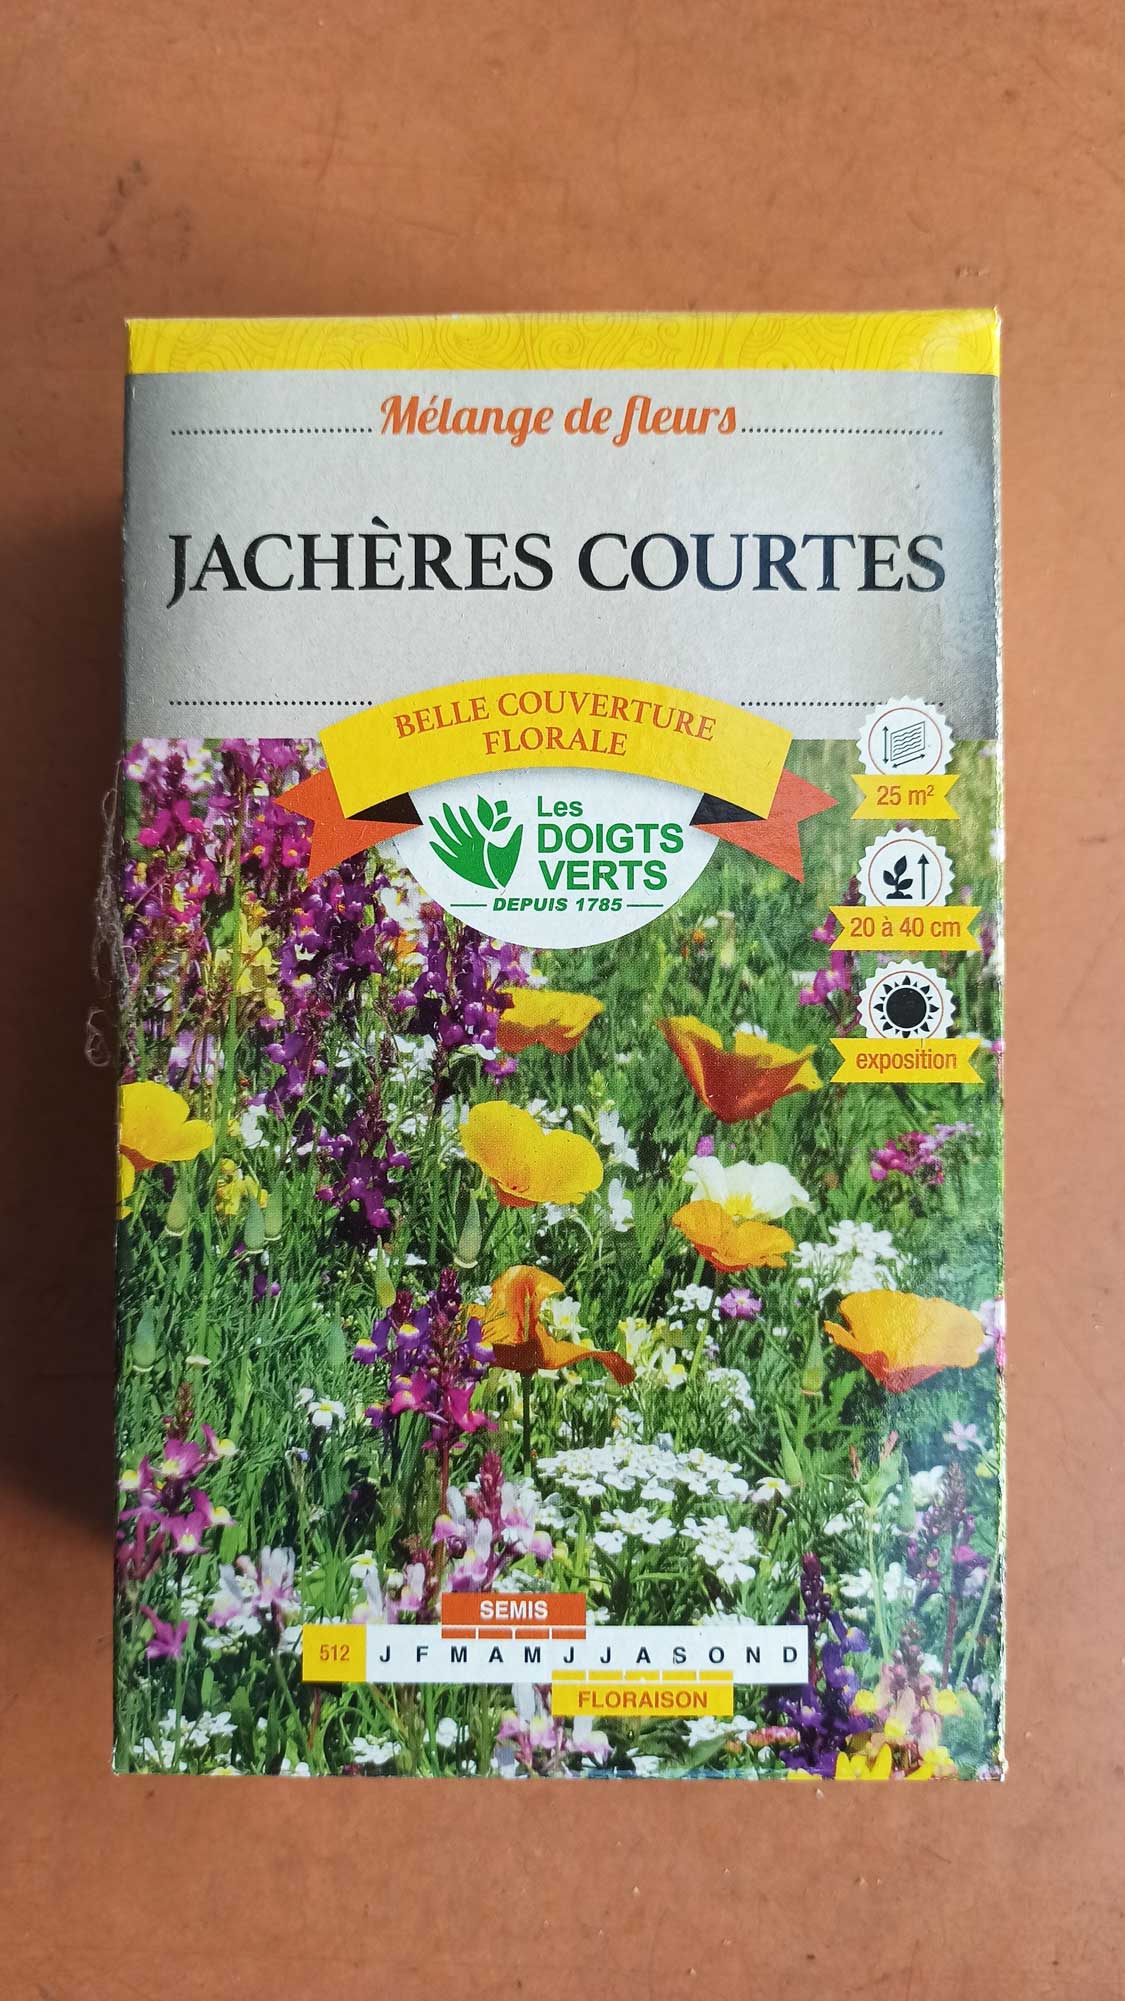 Mélange de fleurs
JACHÈRES COURTES
BELLE COUVERTURE
FLORALE
Les
DOIGTS
VERTS
DEPUIS 1785
25 m²
20 à 40 cm
exposition
SEMIS
512 J F M A M J J A S O N D
FLORAISON